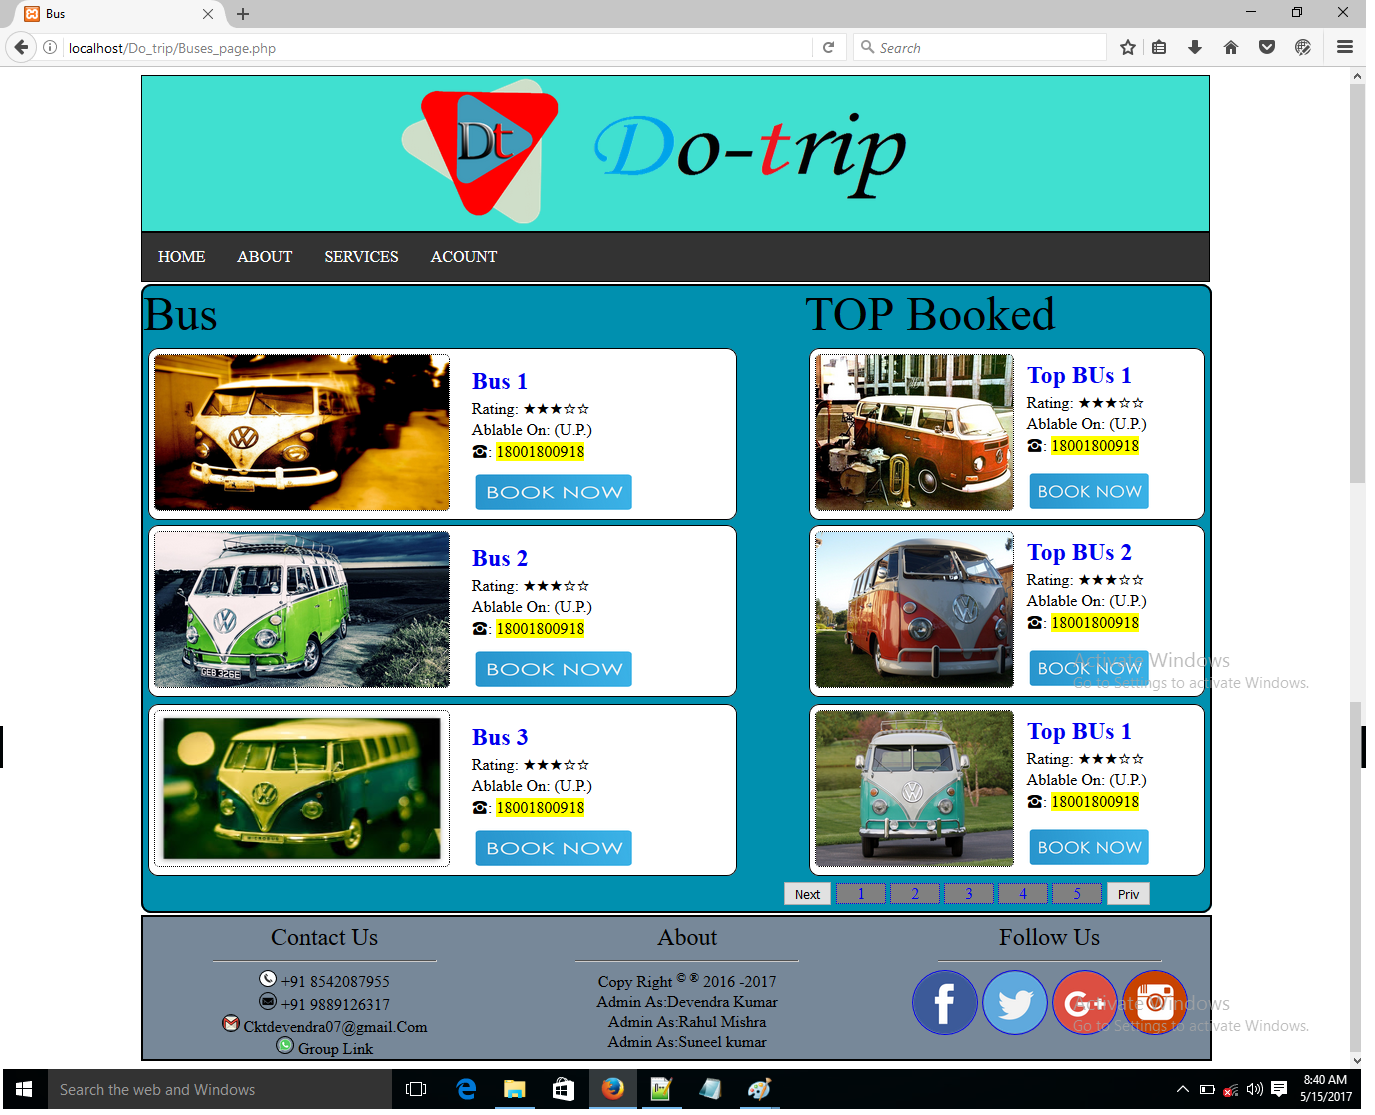 Bus
localhost/Do_trip/Buses_page.php
Search
Dt
Do-trip
HOME ABOUT SERVICES ACOUNT
Bus
Bus 1
Rating: ★★★☆☆
Ablable On: (U.P.)
☎: 18001800918
BOOK NOW
Bus 2
Rating: ★★★☆☆
Ablable On: (U.P.)
☎: 18001800918
BOOK NOW
GEB 326E
Bus 3
Rating: ★★★☆☆
Ablable On: (U.P.)
☎: 18001800918
BOOK NOW
TOP Booked
Top BUs 1
Rating: ★★★☆☆
Ablable On: (U.P.)
☎: 18001800918
BOOK NOW
Top BUs 2
Rating: ★★★☆☆
Ablable On: (U.P.)
☎: 18001800918
BOOK NOW
Top BUs 1
Rating: ★★★☆☆
Ablable On: (U.P.)
☎: 18001800918
BOOK NOW
Activate Windows
Go to Settings to activate Windows.
Next 1 2 3 4 5 Priv
Contact Us
+91 8542087955
+91 9889126317
Cktdevendra07@gmail.Com
Group Link
About
Copy Right © ® 2016 -2017
Admin As:Devendra Kumar
Admin As:Rahul Mishra
Admin As:Suneel kumar
Follow Us
f G+
Activate Windows
Go to Settings to activate Windows.
Search the web and Windows
8:40 AM
5/15/2017